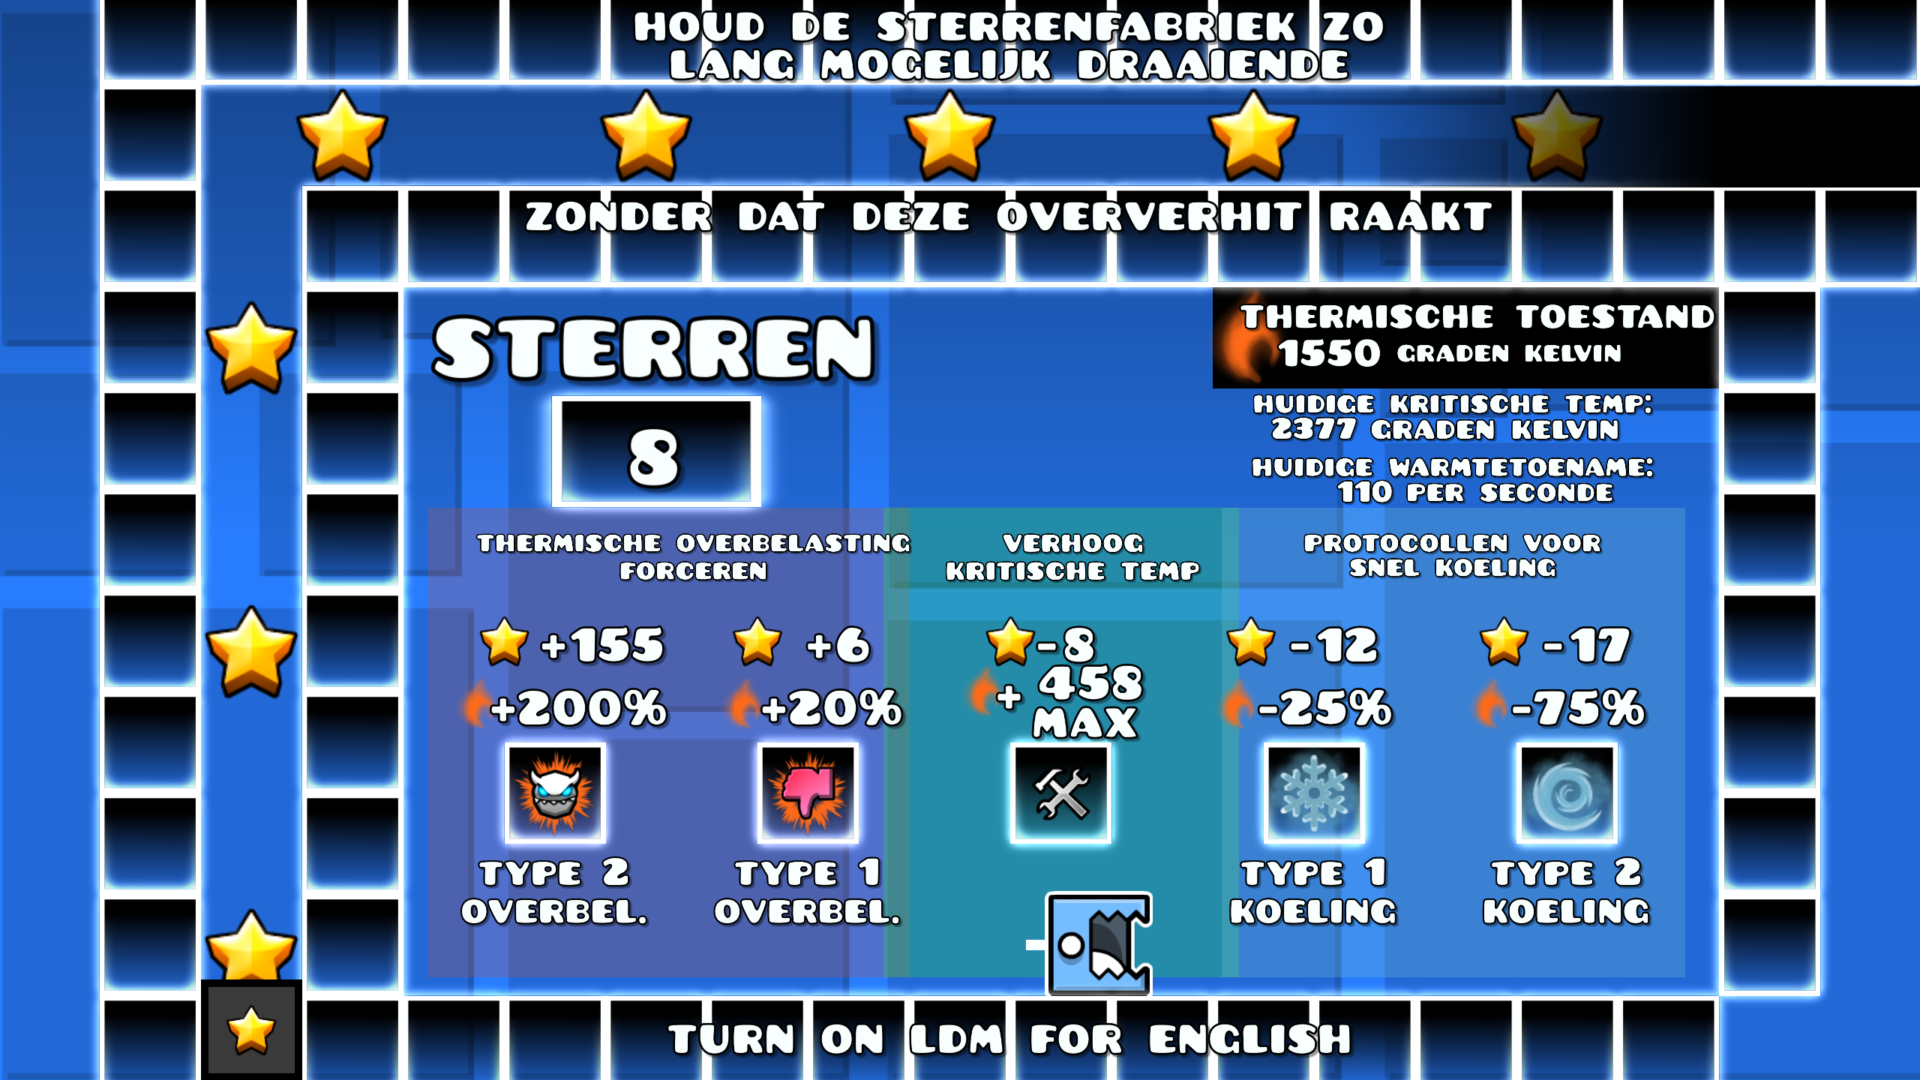 HOUD DE STERRENFABRIEK ZO
LANG MOGELIJK DRAAIENDE
ZONDER DAT DEZE OVERVERHIT RAAKT
STERREN
8
THERMISCHE TOESTAND
1550 GRADEN KELVIN
HUIDIGE KRITISCHE TEMP:
2377 GRADEN KELVIN
HUIDIGE WARMTETOENAME:
110 PER SECONDE
THERMISCHE OVERBELASTING
FORCEREN
+155
+200%
TYPE 2
OVERBEL.
+6
+20%
TYPE 1
OVERBEL.
VERHOOG
KRITISCHE TEMP
-8
+ 458
MAX
PROTOCOLLEN VOOR
SNEL KOELING
-12
-25%
TYPE 1
KOELING
-17
-75%
TYPE 2
KOELING
TURN ON LDM FOR ENGLISH